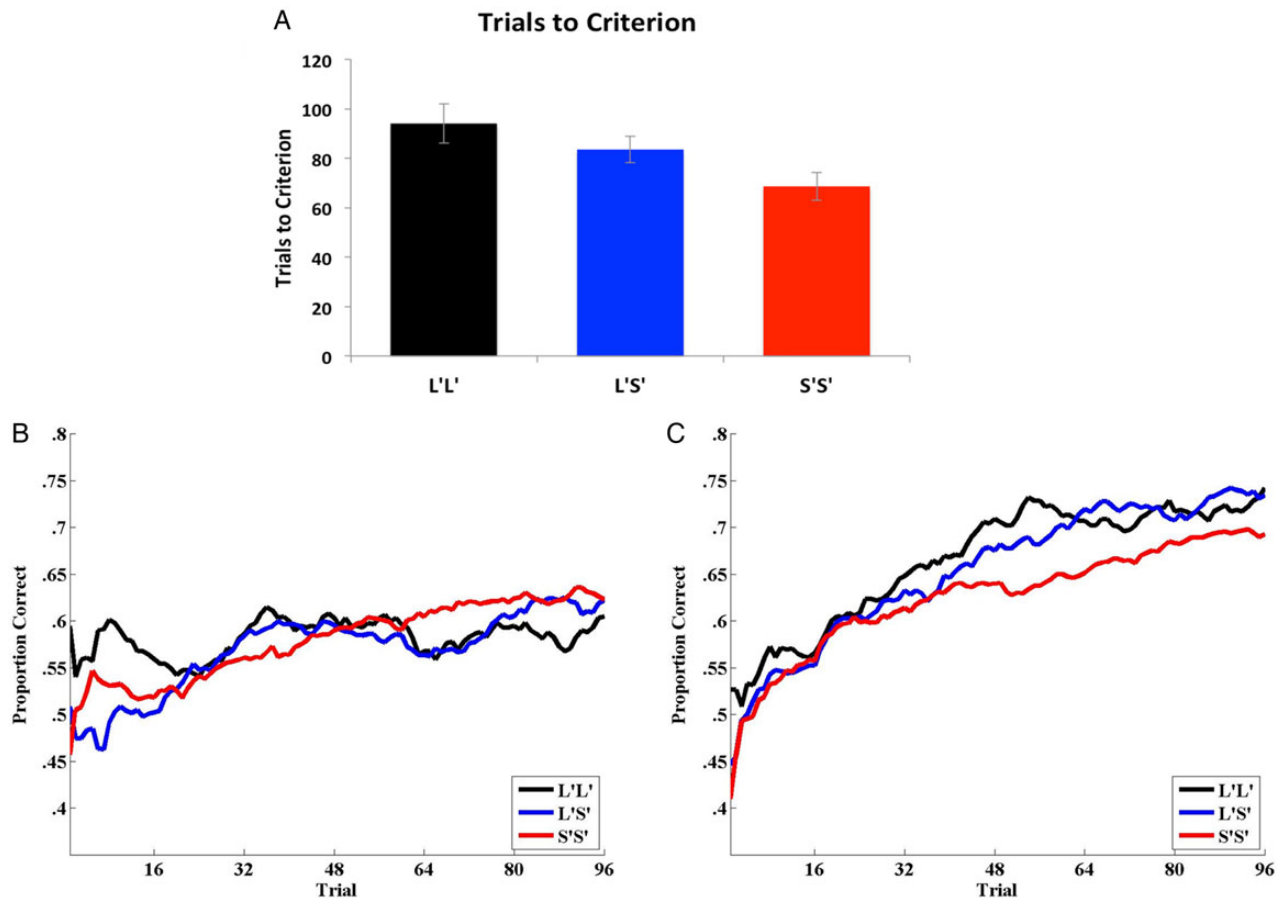 A
Trials to Criterion
Trials to Criterion
120
100
80
60
40
20
0
L'L'
L'S'
S'S'
B
Proportion Correct
.8
.75
.7
.65
.6
.55
.5
.45
.4
16
32
48
64
80
96
Trial
L'L'
L'S'
S'S'
C
Proportion Correct
.8
.75
.7
.65
.6
.55
.5
.45
.4
16
32
48
64
80
96
Trial
L'L'
L'S'
S'S'